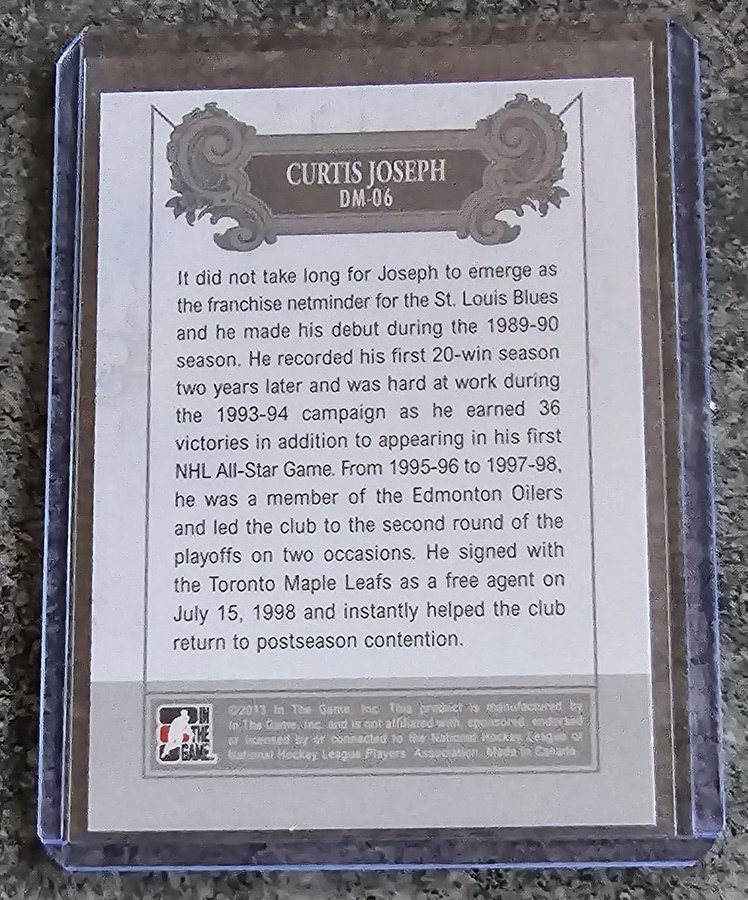 CURTIS JOSEPH
DM-06
It did not take long for Joseph to emerge as
the franchise netminder for the St. Louis Blues
and he made his debut during the 1989-90
season. He recorded his first 20-win season
two years later and was hard at work during
the 1993-94 campaign as he earned 36
victories in addition to appearing in his first
NHL All-Star Game. From 1995-96 to 1997-98,
he was a member of the Edmonton Oilers
and led the club to the second round of the
playoffs on two occasions. He signed with
the Toronto Maple Leafs as a free agent on
July 15, 1998 and instantly helped the club
return to postseason contention.
IN
THE
GAME
©2013 In The Game, Inc. This product is manufactured by
In The Game, Inc. and is not affiliated with, sponsored, endorsed
or licensed by or connected to the National Hockey League or
National Hockey League Players Association. Made in Canada.